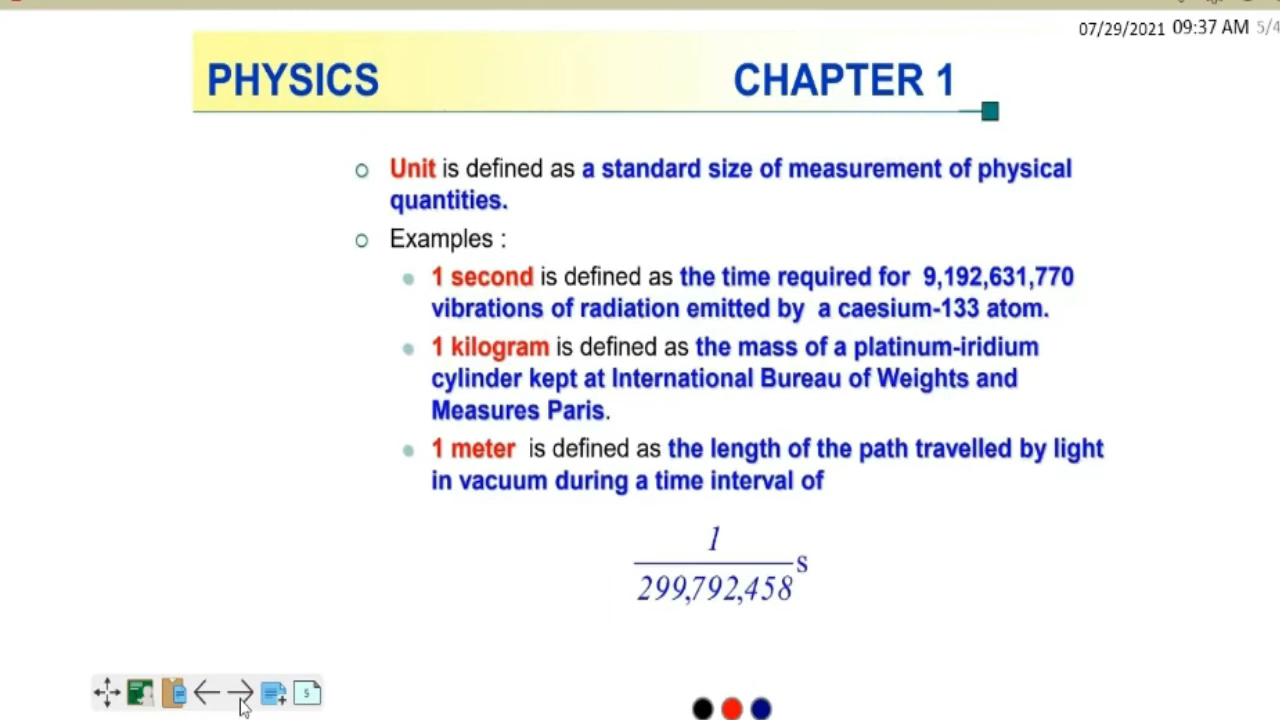 07/29/2021 09:37 AM 5/4
PHYSICS CHAPTER 1
Unit is defined as a standard size of measurement of physical
quantities.
Examples :
1 second is defined as the time required for 9,192,631,770
vibrations of radiation emitted by a caesium-133 atom.
1 kilogram is defined as the mass of a platinum-iridium
cylinder kept at International Bureau of Weights and
Measures Paris.
1 meter is defined as the length of the path travelled by light
in vacuum during a time interval of
1
299,792,458 s
5